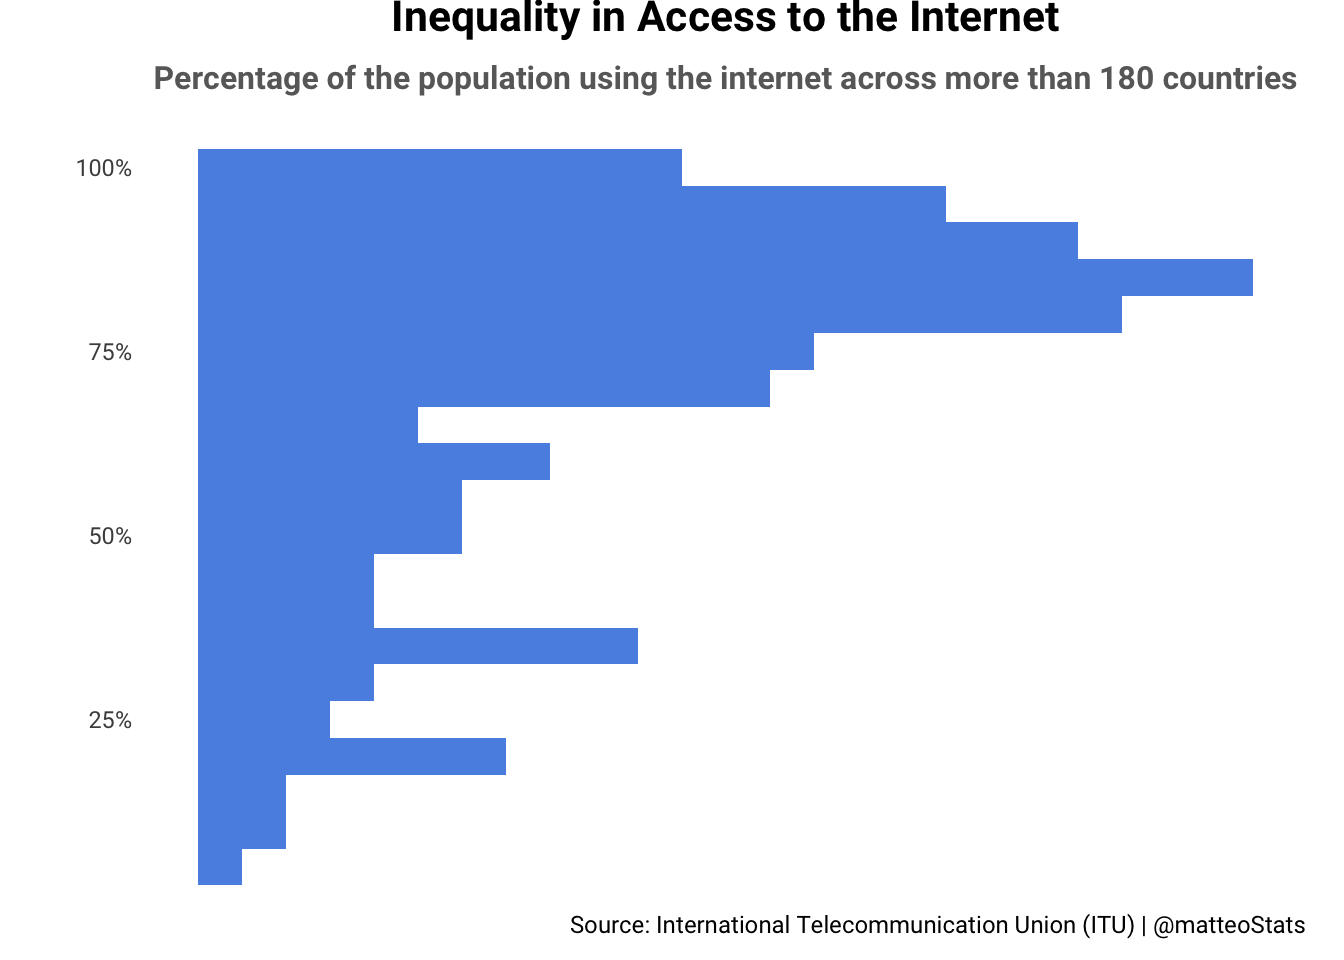 Inequality in Access to the Internet
Percentage of the population using the internet across more than 180 countries
100%
75%
50%
25%
Source: International Telecommunication Union (ITU) | @matteoStats